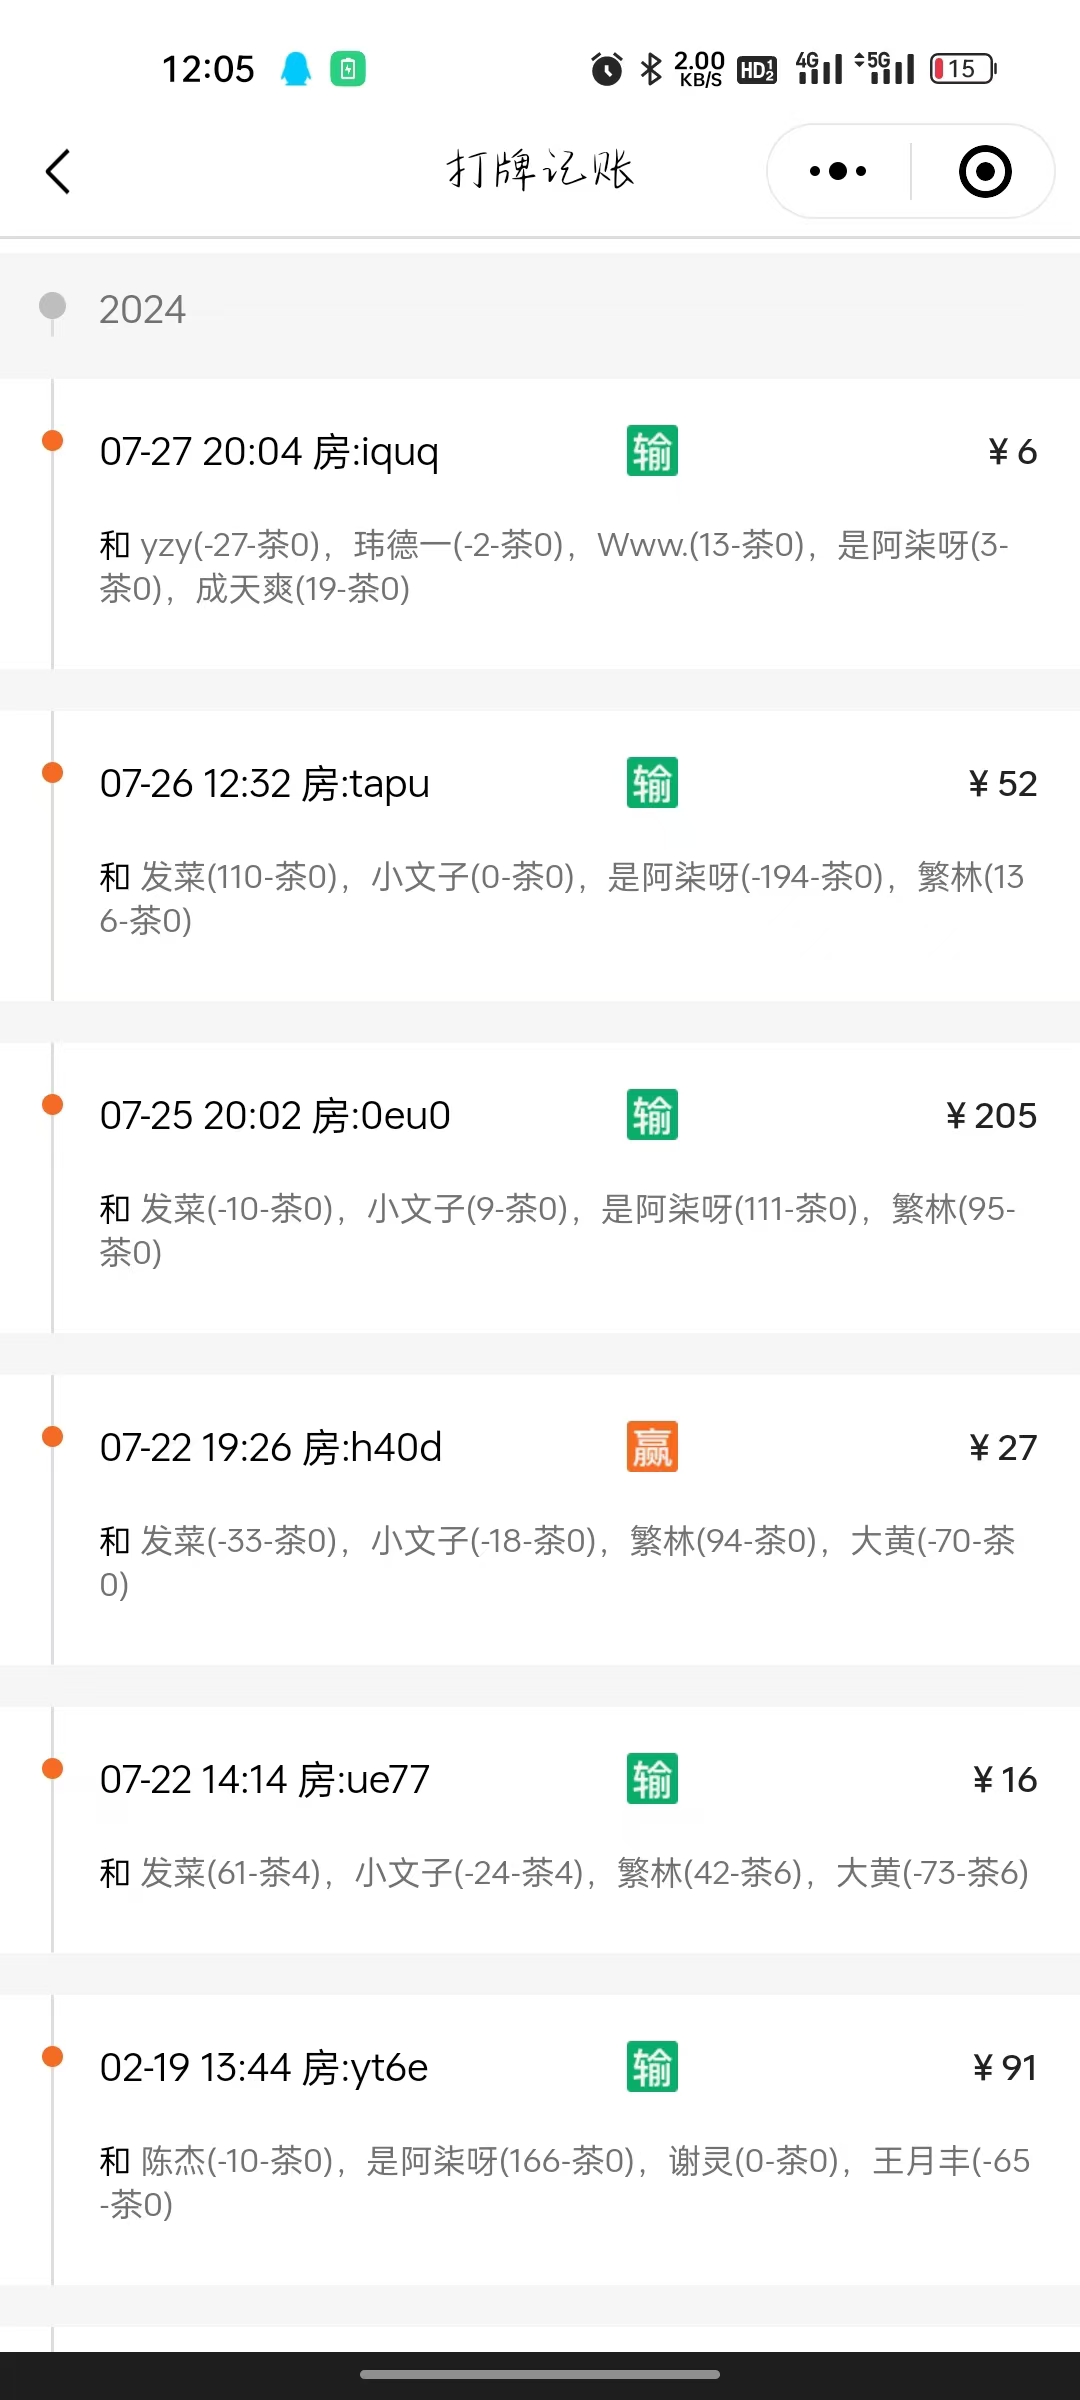 12:05 2.00 KB/S HD 1 2 4G 5G 15
打牌记账
2024
07-27 20:04 房:iquq 输 ¥ 6
和 yzy(-27-茶0)，玮德一(-2-茶0)，Www.(13-茶0)，是阿柒呀(3-
茶0)，成天爽(19-茶0)
07-26 12:32 房:tapu 输 ¥ 52
和 发菜(110-茶0)，小文子(0-茶0)，是阿柒呀(-194-茶0)，繁林(13
6-茶0)
07-25 20:02 房:0eu0 输 ¥ 205
和 发菜(-10-茶0)，小文子(9-茶0)，是阿柒呀(111-茶0)，繁林(95-
茶0)
07-22 19:26 房:h40d 赢 ¥ 27
和 发菜(-33-茶0)，小文子(-18-茶0)，繁林(94-茶0)，大黄(-70-茶
0)
07-22 14:14 房:ue77 输 ¥ 16
和 发菜(61-茶4)，小文子(-24-茶4)，繁林(42-茶6)，大黄(-73-茶6)
02-19 13:44 房:yt6e 输 ¥ 91
和 陈杰(-10-茶0)，是阿柒呀(166-茶0)，谢灵(0-茶0)，王月丰(-65
-茶0)